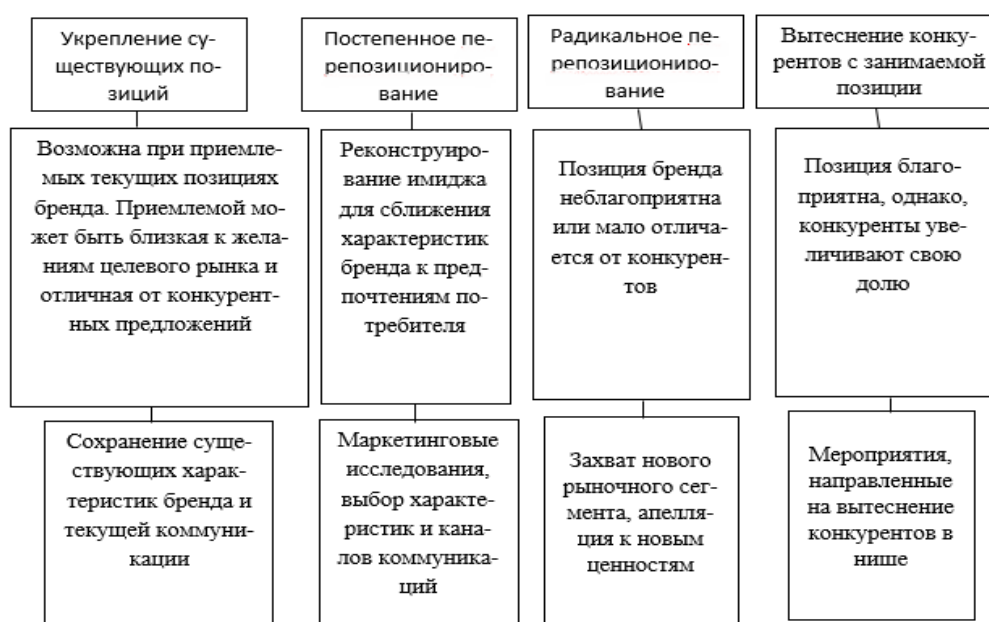 Укрепление су-
ществующих по-
зиций
Возможна при приемле-
мых текущих позициях
бренда. Приемлемой мо-
жет быть близкая к жела-
ниям целевого рынка и
отличная от конкурент-
ных предложений
Сохранение суще-
ствующих харак-
теристик бренда и
текущей коммуни-
кации
Постепенное пе-
репозициониро-
вание
Реконструиро-
вание имиджа
для сближения
характеристик
бренда к пред-
почтениям по-
требителя
Маркетинговые
исследования,
выбор характе-
ристик и кана-
лов коммуника-
ций
Радикальное пе-
репозициониро-
вание
Позиция бренда
неблагоприятна
или мало отлича-
ется от конкурен-
тов
Захват нового
рыночного сег-
мента, апелля-
ция к новым
ценностям
Вытеснение конку-
рентов с занимаемой
позиции
Позиция благо-
приятна, однако,
конкуренты уве-
личивают свою
долю
Мероприятия,
направленные
на вытеснение
конкурентов в
нише